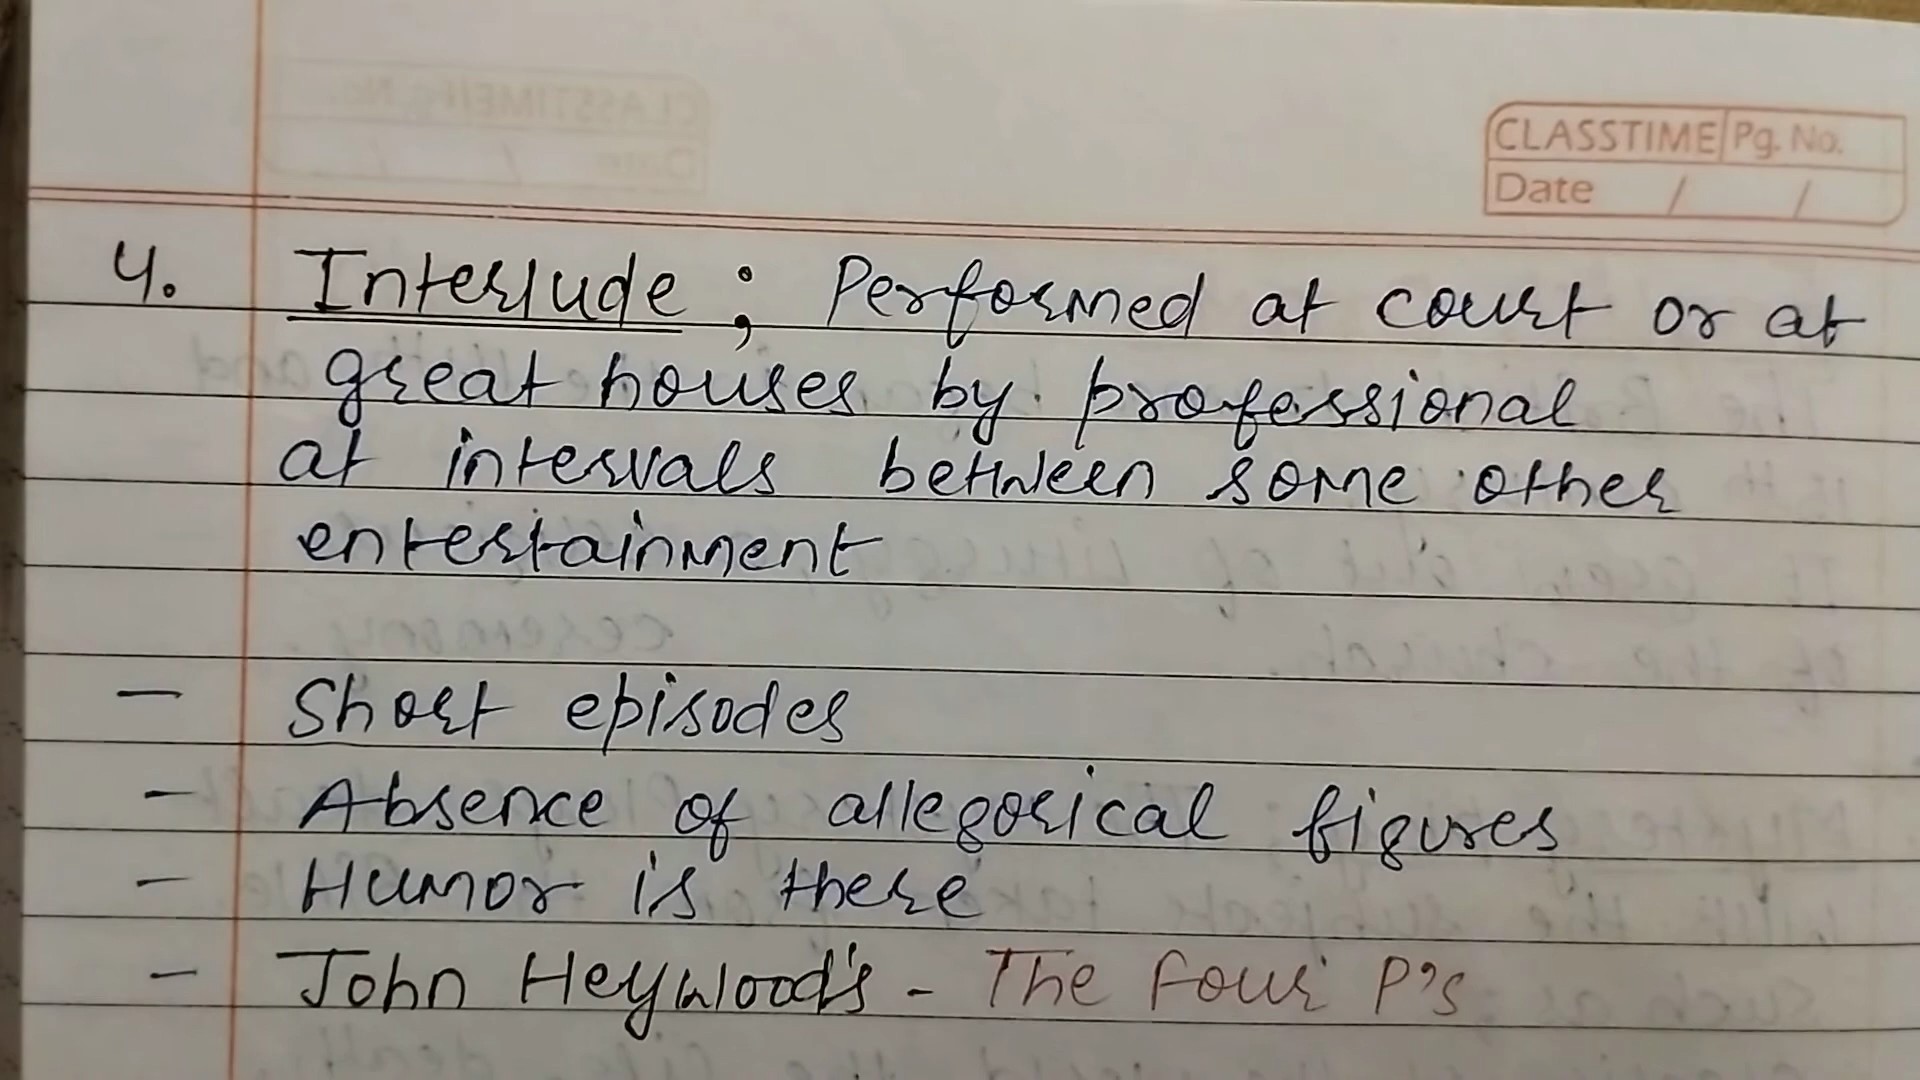 CLASSTIME Pg. No.
Date / /
4. Interlude ; Performed at court or at
great houses by professional
at intervals between some other
entertainment
- Short episodes
- Absence of allegorical figures
- Humor is there
- John Heywood's - The Four P's